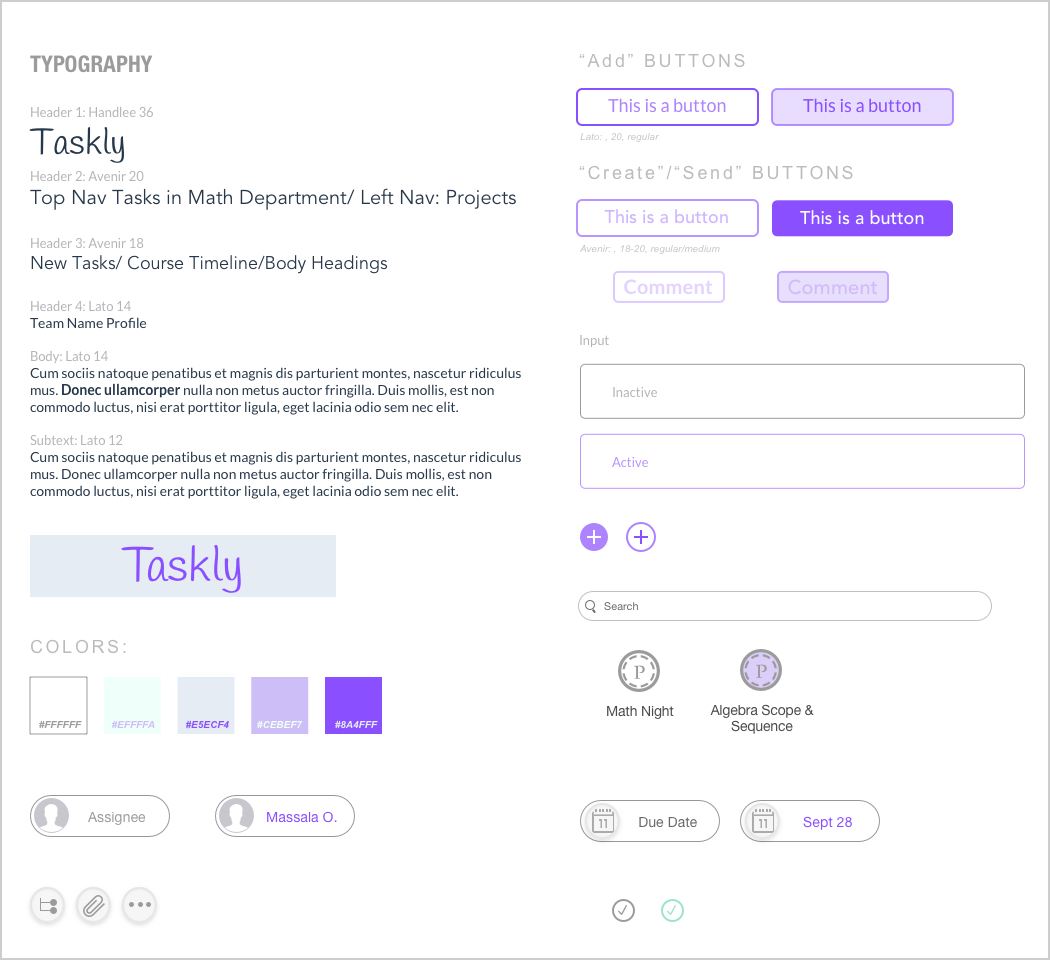 TYPOGRAPHY
Header 1: Handlee 36
Taskly
Header 2: Avenir 20
Top Nav Tasks in Math Department/ Left Nav: Projects
Header 3: Avenir 18
New Tasks/ Course Timeline/Body Headings
Header 4: Lato 14
Team Name Profile
Body: Lato 14
Cum sociis natoque penatibus et magnis dis parturient montes, nascetur ridiculus
mus. Donec ullamcorper nulla non metus auctor fringilla. Duis mollis, est non
commodo luctus, nisi erat porttitor ligula, eget lacinia odio sem nec elit.
Subtext: Lato 12
Cum sociis natoque penatibus et magnis dis parturient montes, nascetur ridiculus
mus. Donec ullamcorper nulla non metus auctor fringilla. Duis mollis, est non
commodo luctus, nisi erat porttitor ligula, eget lacinia odio sem nec elit.
Taskly
COLORS:
#FFFFFF
#EFFFFA
#E5ECF4
#CEBEF7
#8A4FFF
Assignee
Massala O.
“Add” BUTTONS
This is a button
This is a button
Lato: , 20, regular
“Create”/“Send” BUTTONS
This is a button
This is a button
Avenir: , 18-20, regular/medium
Comment
Comment
Input
Inactive
Active
Search
P
P
Math Night
Algebra Scope &
Sequence
11
Due Date
11
Sept 28